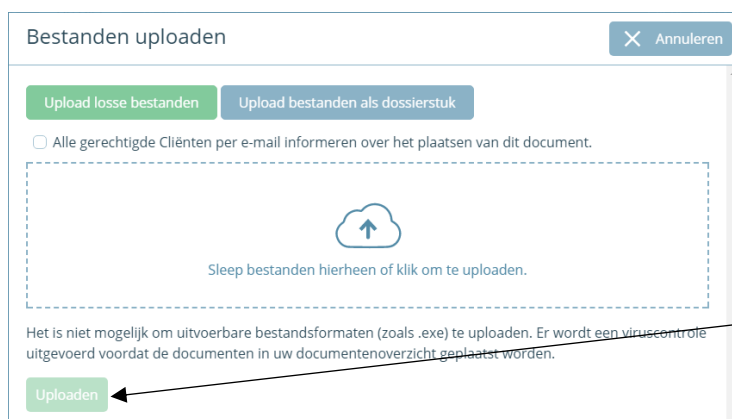 Bestanden uploaden
Annuleren
Upload losse bestanden
Upload bestanden als dossierstuk
Alle gerechtigde Cliënten per e-mail informeren over het plaatsen van dit document.
Sleep bestanden hierheen of klik om te uploaden.
Het is niet mogelijk om uitvoerbare bestandsformaten (zoals .exe) te uploaden. Er wordt een viruscontrole
uitgevoerd voordat de documenten in uw documentenoverzicht geplaatst worden.
Uploaden